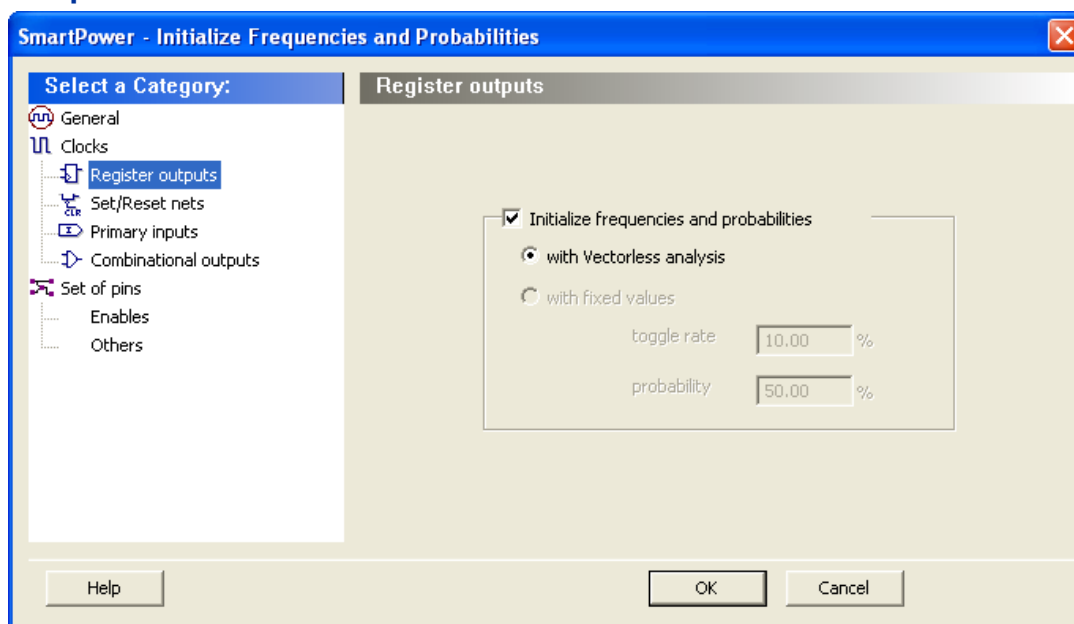 SmartPower - Initialize Frequencies and Probabilities
Select a Category:
Register outputs
General
Clocks
Register outputs
CLR
Set/Reset nets
Primary inputs
Combinational outputs
Set of pins
Enables
Others
Initialize frequencies and probabilities
with Vectorless analysis
with fixed values
toggle rate 10.00 %
probability 50.00 %
Help
OK
Cancel